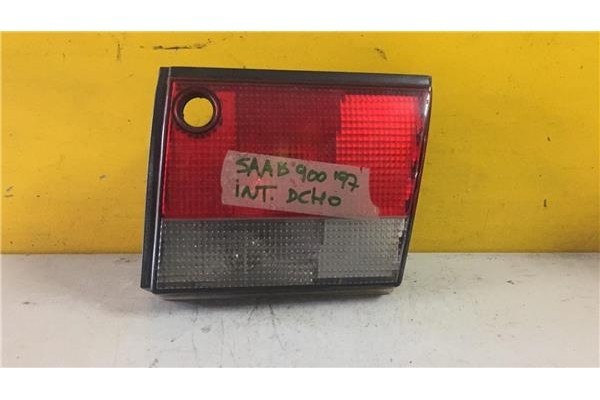 SAAB 900 '97
iNT. DCHO